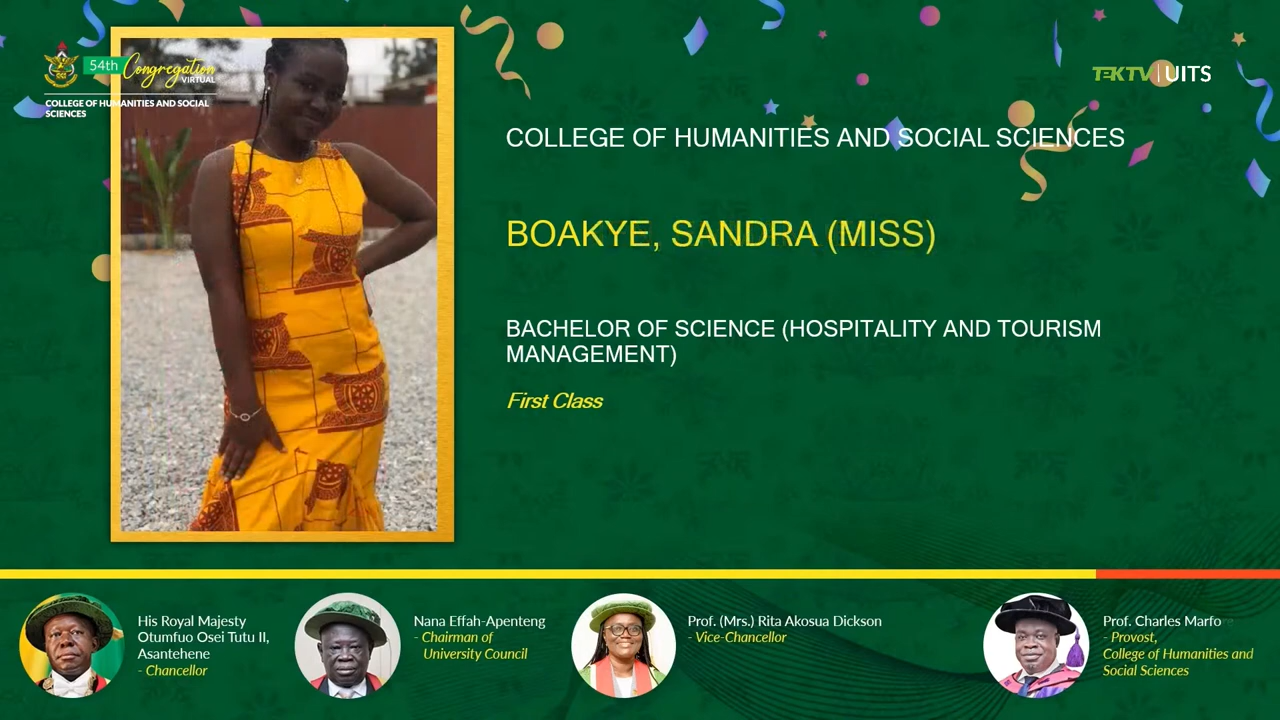 54th Congregation
VIRTUAL
COLLEGE OF HUMANITIES AND SOCIAL
SCIENCES
TEKTV | UITS
COLLEGE OF HUMANITIES AND SOCIAL SCIENCES
BOAKYE, SANDRA (MISS)
BACHELOR OF SCIENCE (HOSPITALITY AND TOURISM
MANAGEMENT)
First Class
His Royal Majesty
Otumfuo Osei Tutu II,
Asantehene
- Chancellor
Nana Effah-Apenteng
- Chairman of
University Council
Prof. (Mrs.) Rita Akosua Dickson
- Vice-Chancellor
Prof. Charles Marfo
- Provost,
College of Humanities and
Social Sciences